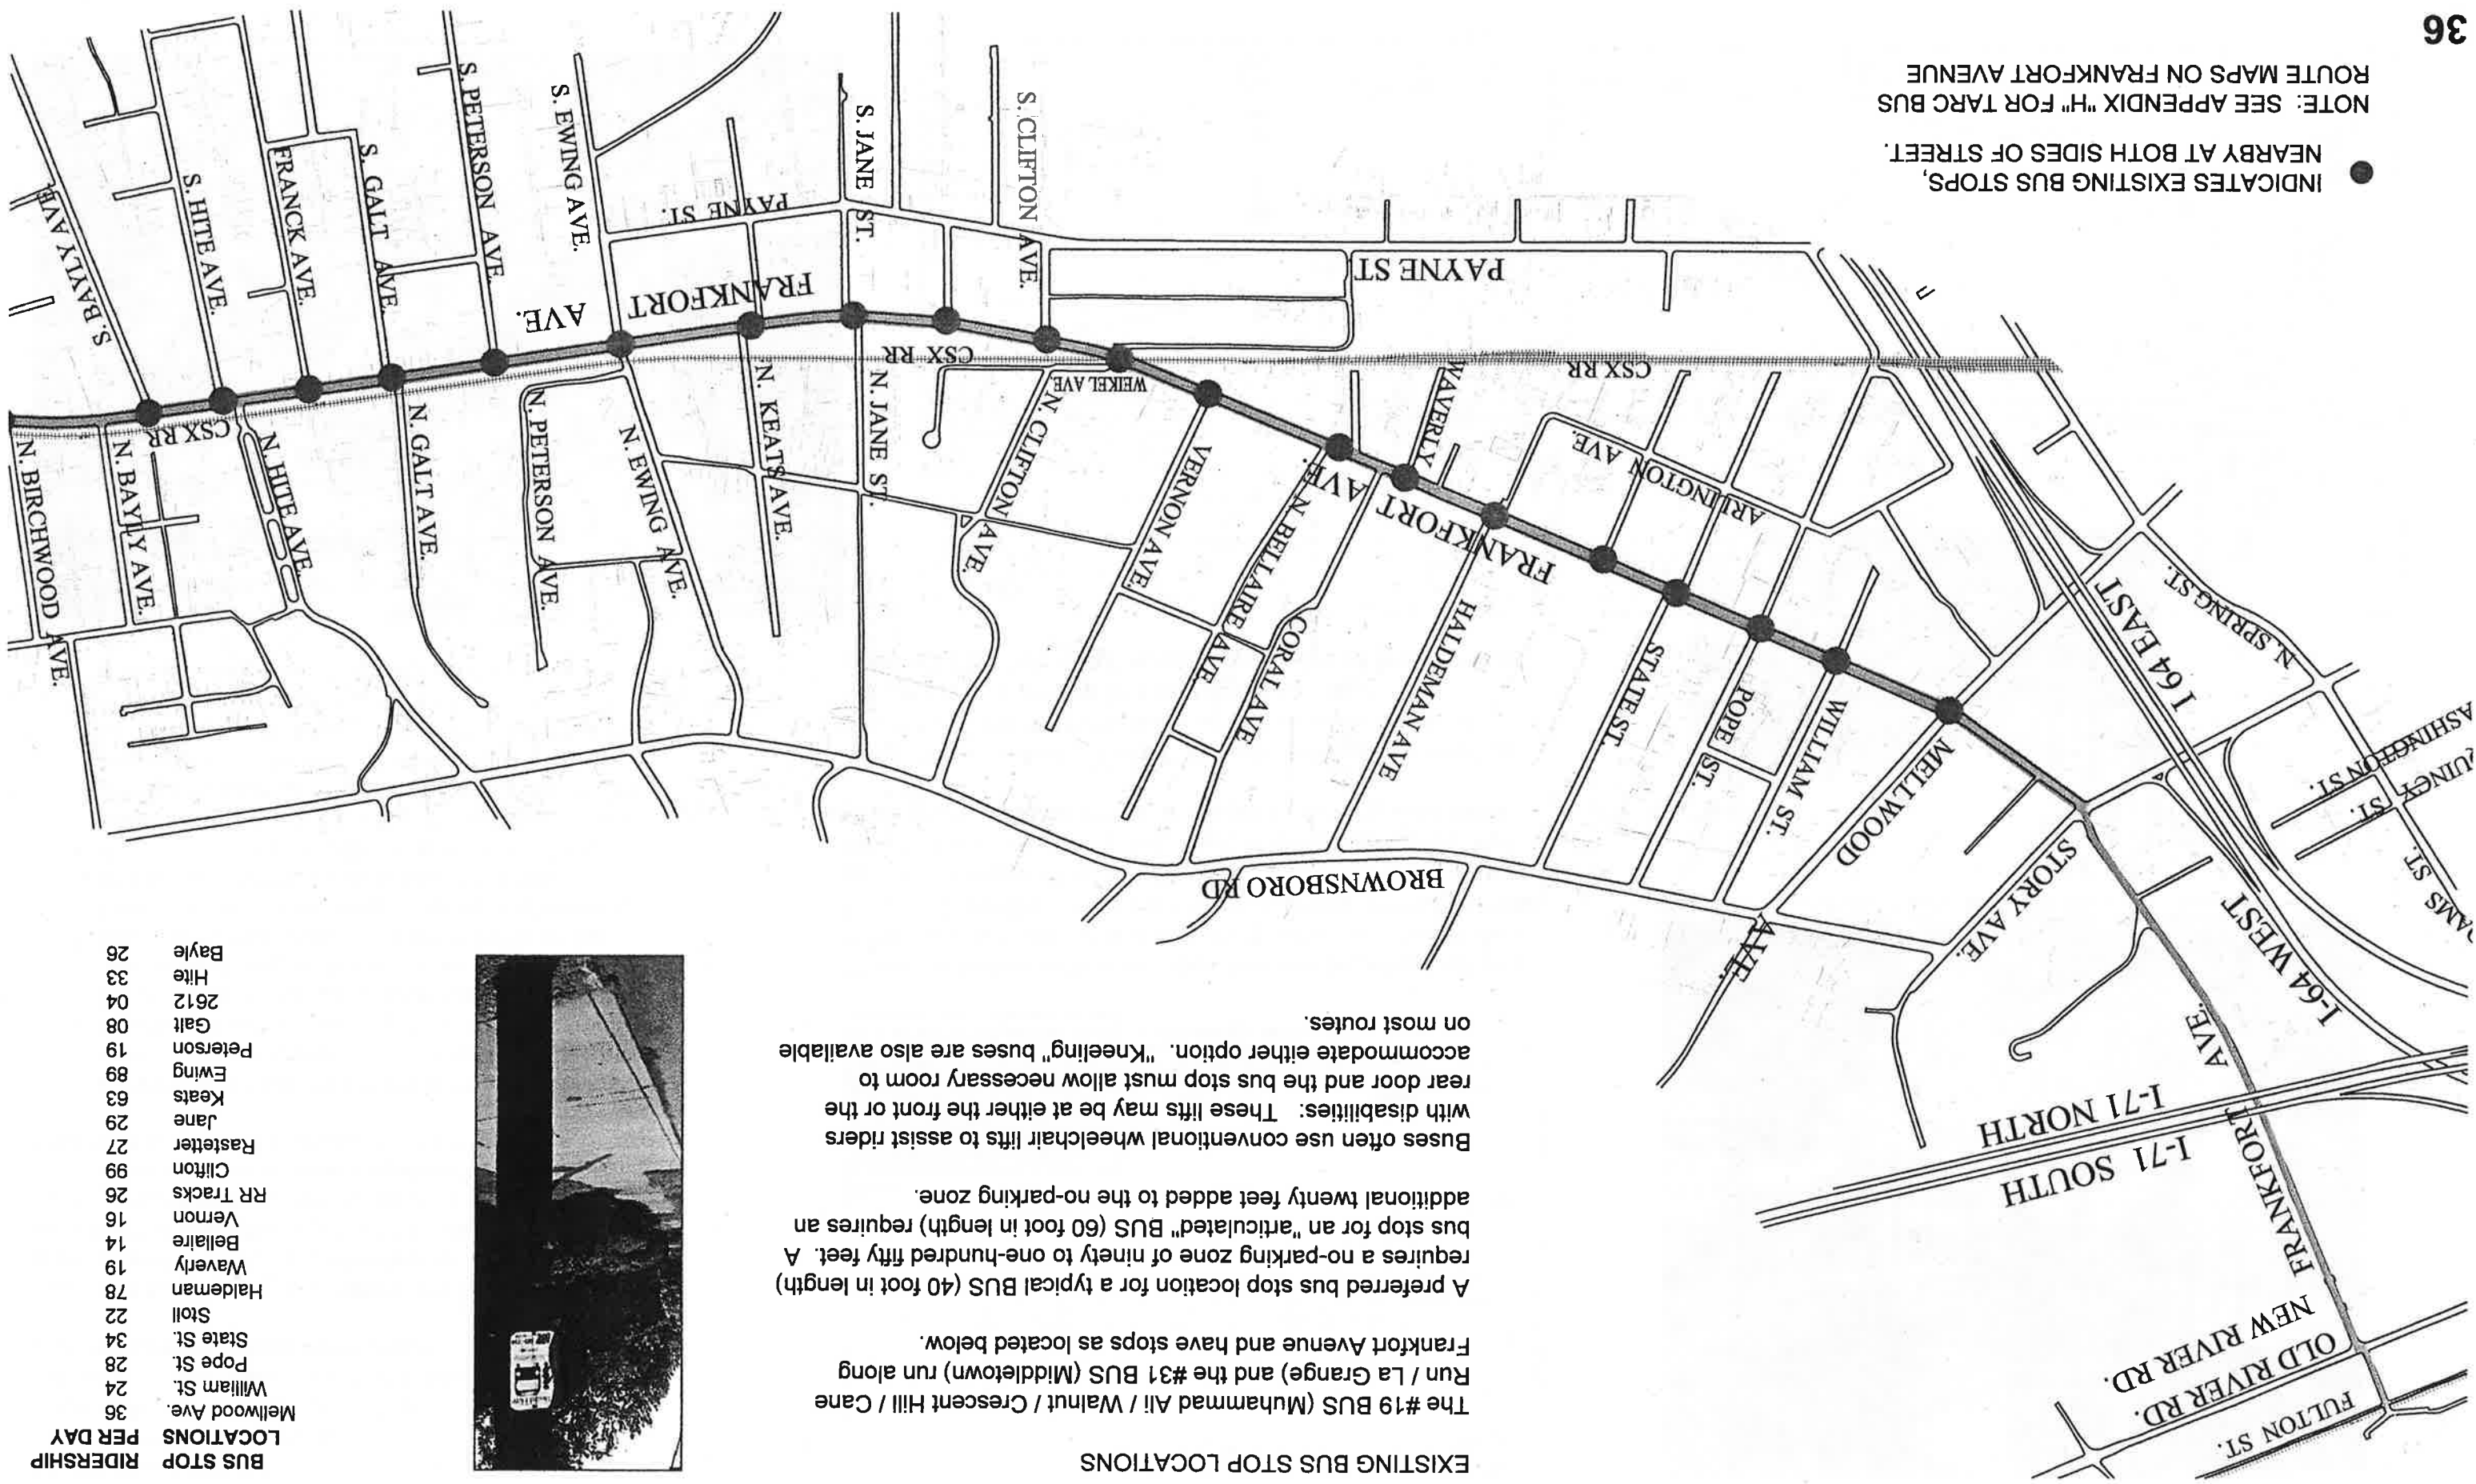 EXISTING BUS STOP LOCATIONS
The #19 BUS (Muhammad Ali / Walnut / Crescent Hill / Cane
Run / La Grange) and the #31 BUS (Middletown) run along
Frankfort Avenue and have stops as located below.
A preferred bus stop location for a typical BUS (40 foot in length)
requires a no-parking zone of ninety to one-hundred fifty feet. A
bus stop for an "articulated" BUS (60 foot in length) requires an
additional twenty feet added to the no-parking zone.
Buses often use conventional wheelchair lifts to assist riders
with disabilities: These lifts may be at either the front or the
rear door and the bus stop must allow necessary room to
accommodate either option. "Kneeling" buses are also available
on most routes.
BUS STOP RIDERSHIP
LOCATIONS PER DAY
Mellwood Ave. 36
William St. 24
Pope St. 28
State St. 34
Stoll 22
Haldeman 78
Waverly 19
Bellaire 14
Vernon 16
RR Tracks 26
Clifton 99
Rastetter 27
Jane 29
Keats 63
Ewing 89
Peterson 19
Galt 08
2612 04
Hite 33
Bayle 26
FULTON ST.
OLD RIVER RD.
NEW RIVER RD.
FRANKFORT AVE.
I-71 SOUTH
I-71 NORTH
I-64 WEST
I 64 EAST
AMS ST.
UINCY ST.
ASHINGTON ST.
N. SPRING ST.
STORY AVE.
MELLWOOD AVE.
BROWNSBORO RD
WILLIAM ST.
POPE ST.
STATE ST.
HALDEMAN AVE
CORAL AVE
N BELLAIRE AVE
VERNON AVE.
N. CLIFTON AVE.
N. JANE ST.
N. KEATS AVE.
N. EWING AVE.
N. PETERSON AVE.
N. GALT AVE.
N. HITE AVE.
N. BAYLY AVE.
N. BIRCHWOOD AVE.
FRANKFORT AVE.
ARLINGTON AVE.
WAVERLY
WEIKEL AVE
CSX RR
CSX RR
CSX RR
FRANKFORT AVE.
PAYNE ST
PAYNE ST.
S. CLIFTON AVE.
S. JANE ST.
S. EWING AVE.
S. PETERSON AVE.
S. GALT AVE.
FRANCK AVE.
S. HITE AVE.
S. BAYLY AVE
INDICATES EXISTING BUS STOPS,
NEARBY AT BOTH SIDES OF STREET.
NOTE: SEE APPENDIX "H" FOR TARC BUS
ROUTE MAPS ON FRANKFORT AVENUE
36